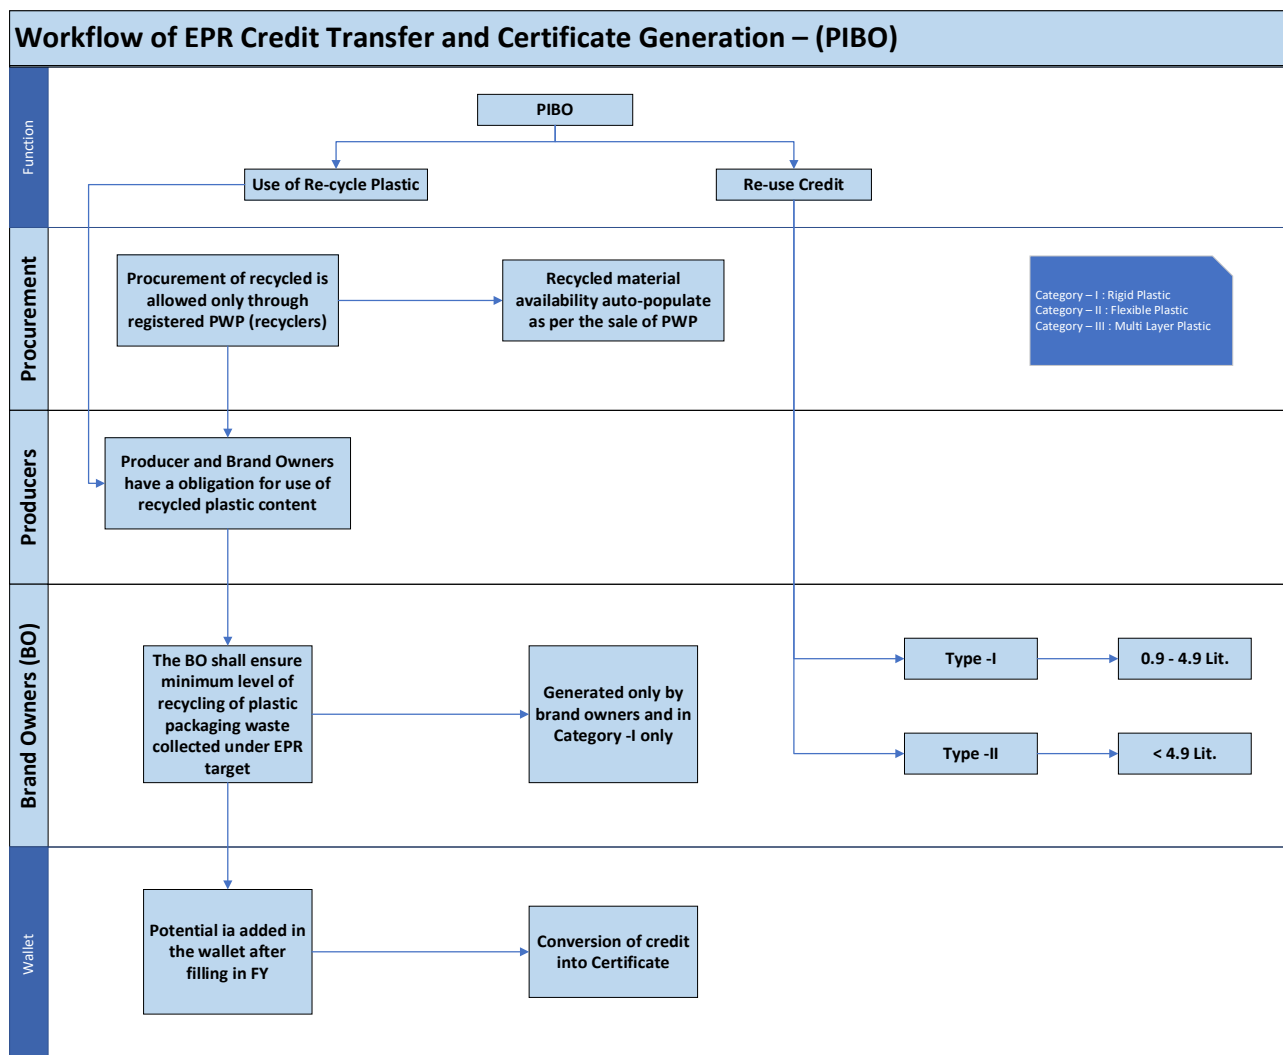 Workflow of EPR Credit Transfer and Certificate Generation – (PIBO)
Function
PIBO
Use of Re-cycle Plastic
Re-use Credit
Procurement
Procurement of recycled is
allowed only through
registered PWP (recyclers)
Recycled material
availability auto-populate
as per the sale of PWP
Category – I : Rigid Plastic
Category – II : Flexible Plastic
Category – III : Multi Layer Plastic
Producers
Producer and Brand Owners
have a obligation for use of
recycled plastic content
Brand Owners (BO)
The BO shall ensure
minimum level of
recycling of plastic
packaging waste
collected under EPR
target
Generated only by
brand owners and in
Category -I only
Type -I
0.9 - 4.9 Lit.
Type -II
< 4.9 Lit.
Wallet
Potential ia added in
the wallet after
filling in FY
Conversion of credit
into Certificate